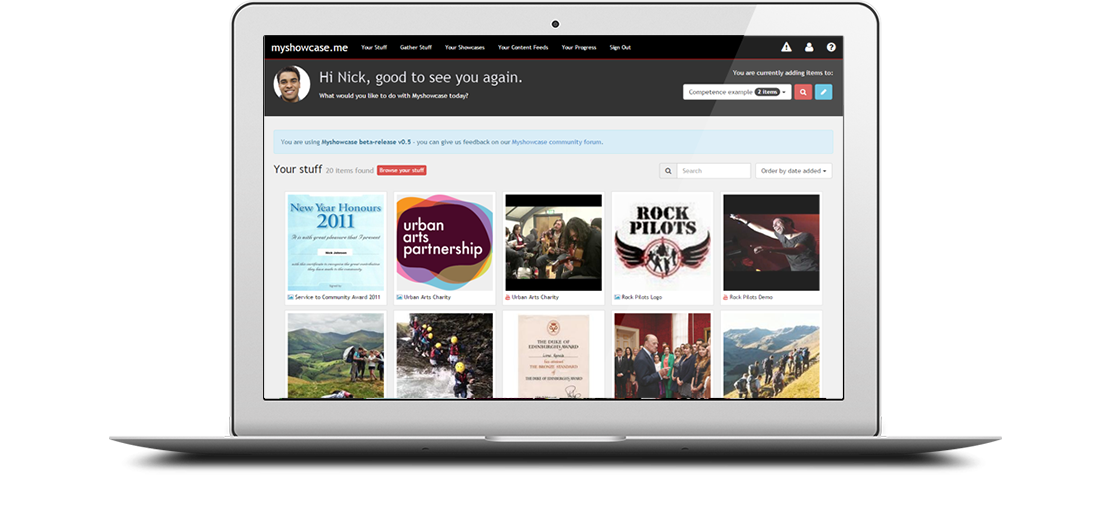 myshowcase.me Your Stuff Gather Stuff Your Showcases Your Content Feeds Your Progress Sign Out
Hi Nick, good to see you again.
What would you like to do with Myshowcase today?
You are currently adding items to:
Competence example 2 items
You are using Myshowcase beta-release v0.5 - you can give us feedback on our Myshowcase community forum.
Your stuff 20 items found Browse your stuff
Search
Order by date added
New Year Honours
2011
It is with great pleasure that I present
Nick Johnson
urban
arts
partnership
ROCK
PILOTS
Service to Community Award 2011
Urban Arts Charity
Urban Arts Charity
Rock Pilots Logo
Rock Pilots Demo
THE DUKE OF
EDINBURGH'S AWARD
THE BRONZE STANDARD
THE DUKE OF EDINBURGH'S AWARD